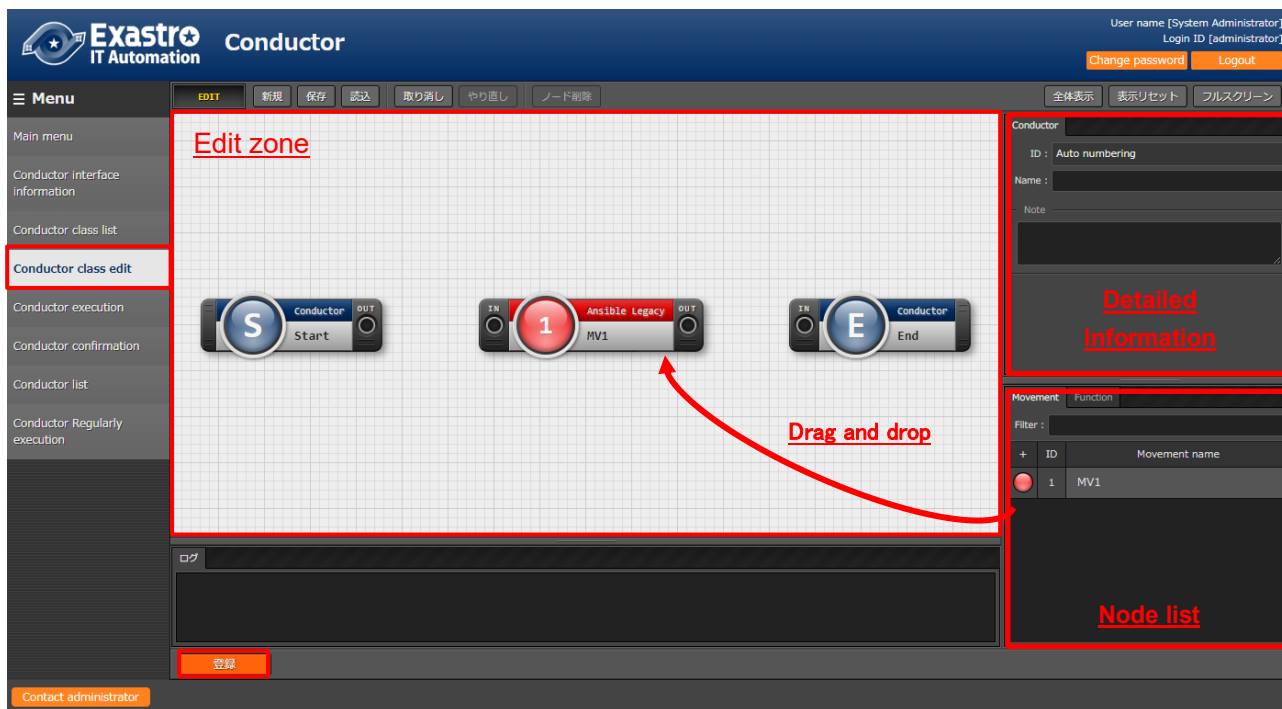 Exastro
IT Automation
Conductor
User name [System Administrator]
Login ID [administrator]
Change password
Logout
Menu
EDIT
新規
保存
読込
取り消し
やり直し
ノード削除
全体表示
表示リセット
フルスクリーン
Main menu
Conductor interface
information
Conductor class list
Conductor class edit
Conductor execution
Conductor confirmation
Conductor list
Conductor Regularly
execution
Edit zone
S
Conductor
OUT
Start
IN
1
Ansible Legacy
OUT
MV1
IN
E
Conductor
End
Drag and drop
Conductor
ID : Auto numbering
Name :
Note
Detailed
Information
Movement
Function
Filter :
+ ID Movement name
1 MV1
Node list
ログ
登録
Contact administrator